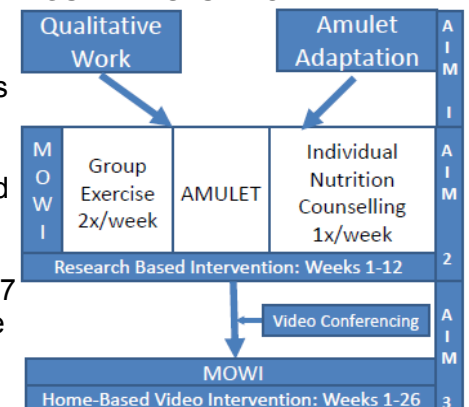 Qualitative
Work
Amulet
Adaptation
A
I
M
I
s
d
7
e
M
O
W
I
Group
Exercise
2x/week
AMULET
Individual
Nutrition
Counselling
1x/week
A
I
M
2
Research Based Intervention: Weeks 1-12
Video Conferencing
A
I
M
3
MOWI
Home-Based Video Intervention: Weeks 1-26